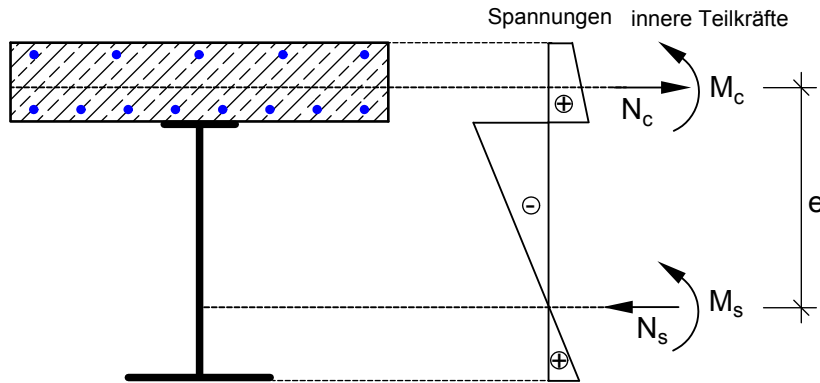 Spannungen innere Teilkräfte
+
N_c
M_c
-
e
N_s
M_s
+